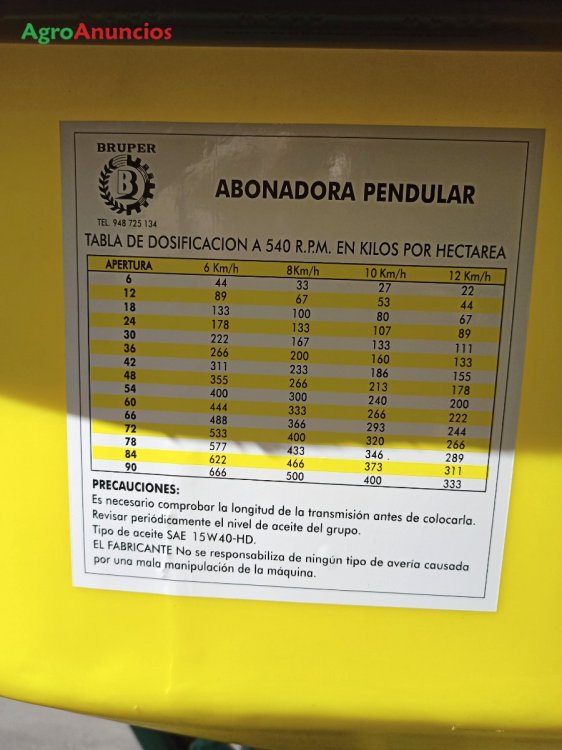 AgroAnuncios
BRUPER
B
TEL. 948 725 134
ABONADORA PENDULAR
TABLA DE DOSIFICACION A 540 R.P.M. EN KILOS POR HECTAREA
APERTURA 6 Km/h 8Km/h 10 Km/h 12 Km/h
6 44 33 27 22
12 89 67 53 44
18 133 100 80 67
24 178 133 107 89
30 222 167 133 111
36 266 200 160 133
42 311 233 186 155
48 355 266 213 178
54 400 300 240 200
60 444 333 266 222
66 488 366 293 244
72 533 400 320 266
78 577 433 346 289
84 622 466 373 311
90 666 500 400 333
PRECAUCIONES:
Es necesario comprobar la longitud de la transmisión antes de colocarla.
Revisar periódicamente el nivel de aceite del grupo.
Tipo de aceite SAE 15W40-HD.
EL FABRICANTE No se responsabiliza de ningún tipo de avería causada
por una mala manipulación de la máquina.